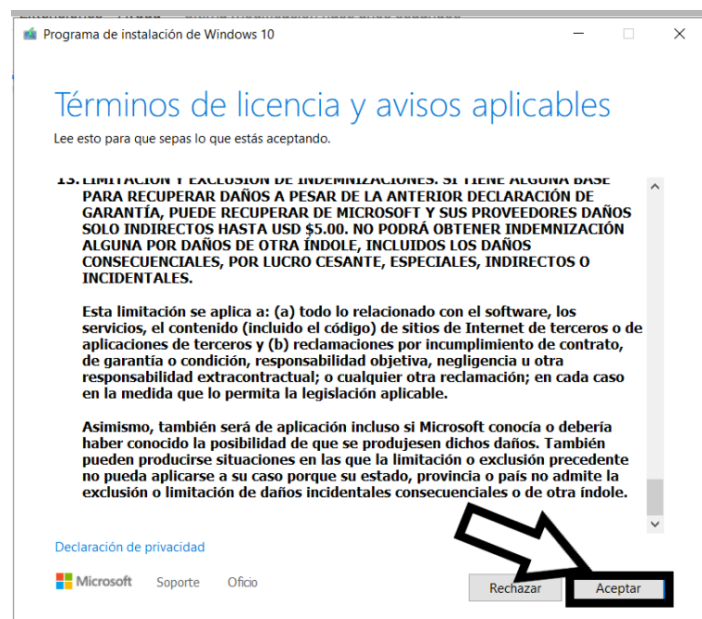 Programa de instalación de Windows 10
Términos de licencia y avisos aplicables
Lee esto para que sepas lo que estás aceptando.
13. LIMITACIÓN Y EXCLUSIÓN DE INDEMNIZACIONES. SI TIENE ALGUNA BASE
PARA RECUPERAR DAÑOS A PESAR DE LA ANTERIOR DECLARACIÓN DE
GARANTÍA, PUEDE RECUPERAR DE MICROSOFT Y SUS PROVEEDORES DAÑOS
SOLO INDIRECTOS HASTA USD $5.00. NO PODRÁ OBTENER INDEMNIZACIÓN
ALGUNA POR DAÑOS DE OTRA ÍNDOLE, INCLUIDOS LOS DAÑOS
CONSECUENCIALES, POR LUCRO CESANTE, ESPECIALES, INDIRECTOS O
INCIDENTALES.
Esta limitación se aplica a: (a) todo lo relacionado con el software, los
servicios, el contenido (incluido el código) de sitios de Internet de terceros o de
aplicaciones de terceros y (b) reclamaciones por incumplimiento de contrato,
de garantía o condición, responsabilidad objetiva, negligencia u otra
responsabilidad extracontractual; o cualquier otra reclamación; en cada caso
en la medida que lo permita la legislación aplicable.
Asimismo, también será de aplicación incluso si Microsoft conocía o debería
haber conocido la posibilidad de que se produjesen dichos daños. También
pueden producirse situaciones en las que la limitación o exclusión precedente
no pueda aplicarse a su caso porque su estado, provincia o país no admite la
exclusión o limitación de daños incidentales consecuenciales o de otra índole.
Declaración de privacidad
Microsoft Soporte Oficio Rechazar Aceptar